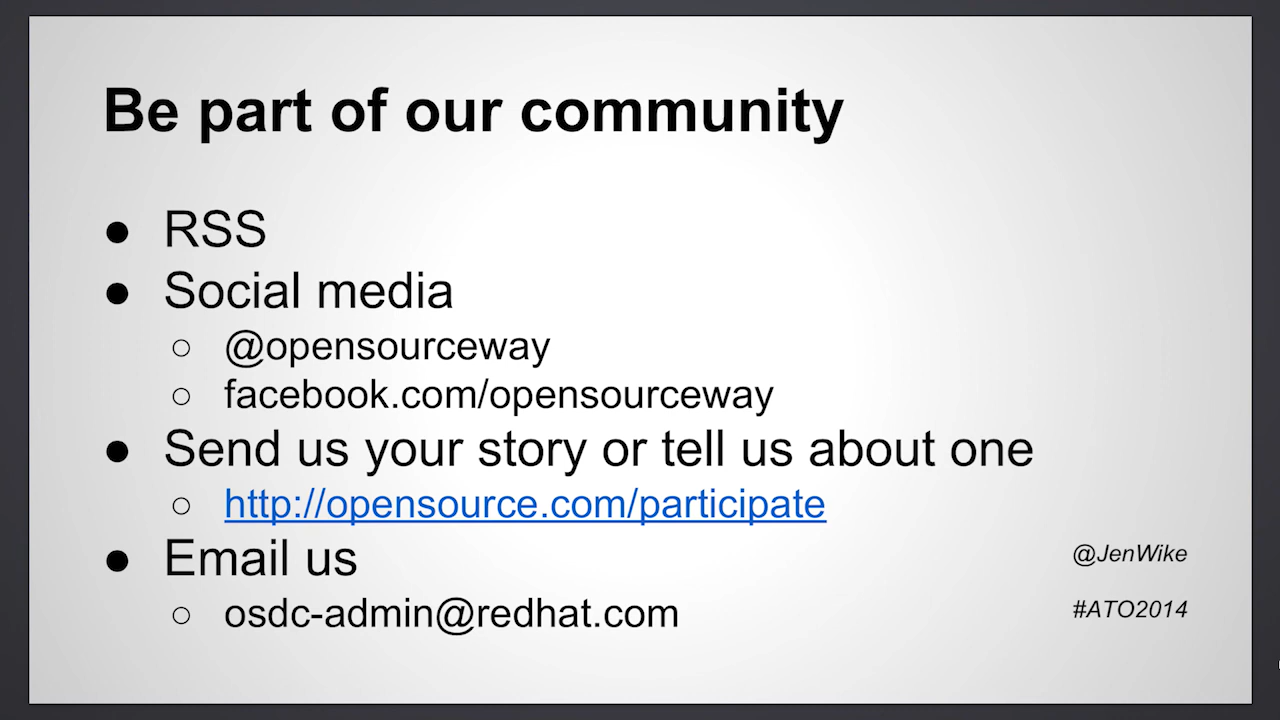 Be part of our community
● RSS
● Social media
○ @opensourceway
○ facebook.com/opensourceway
● Send us your story or tell us about one
○ http://opensource.com/participate
● Email us
○ osdc-admin@redhat.com
@JenWike
#ATO2014